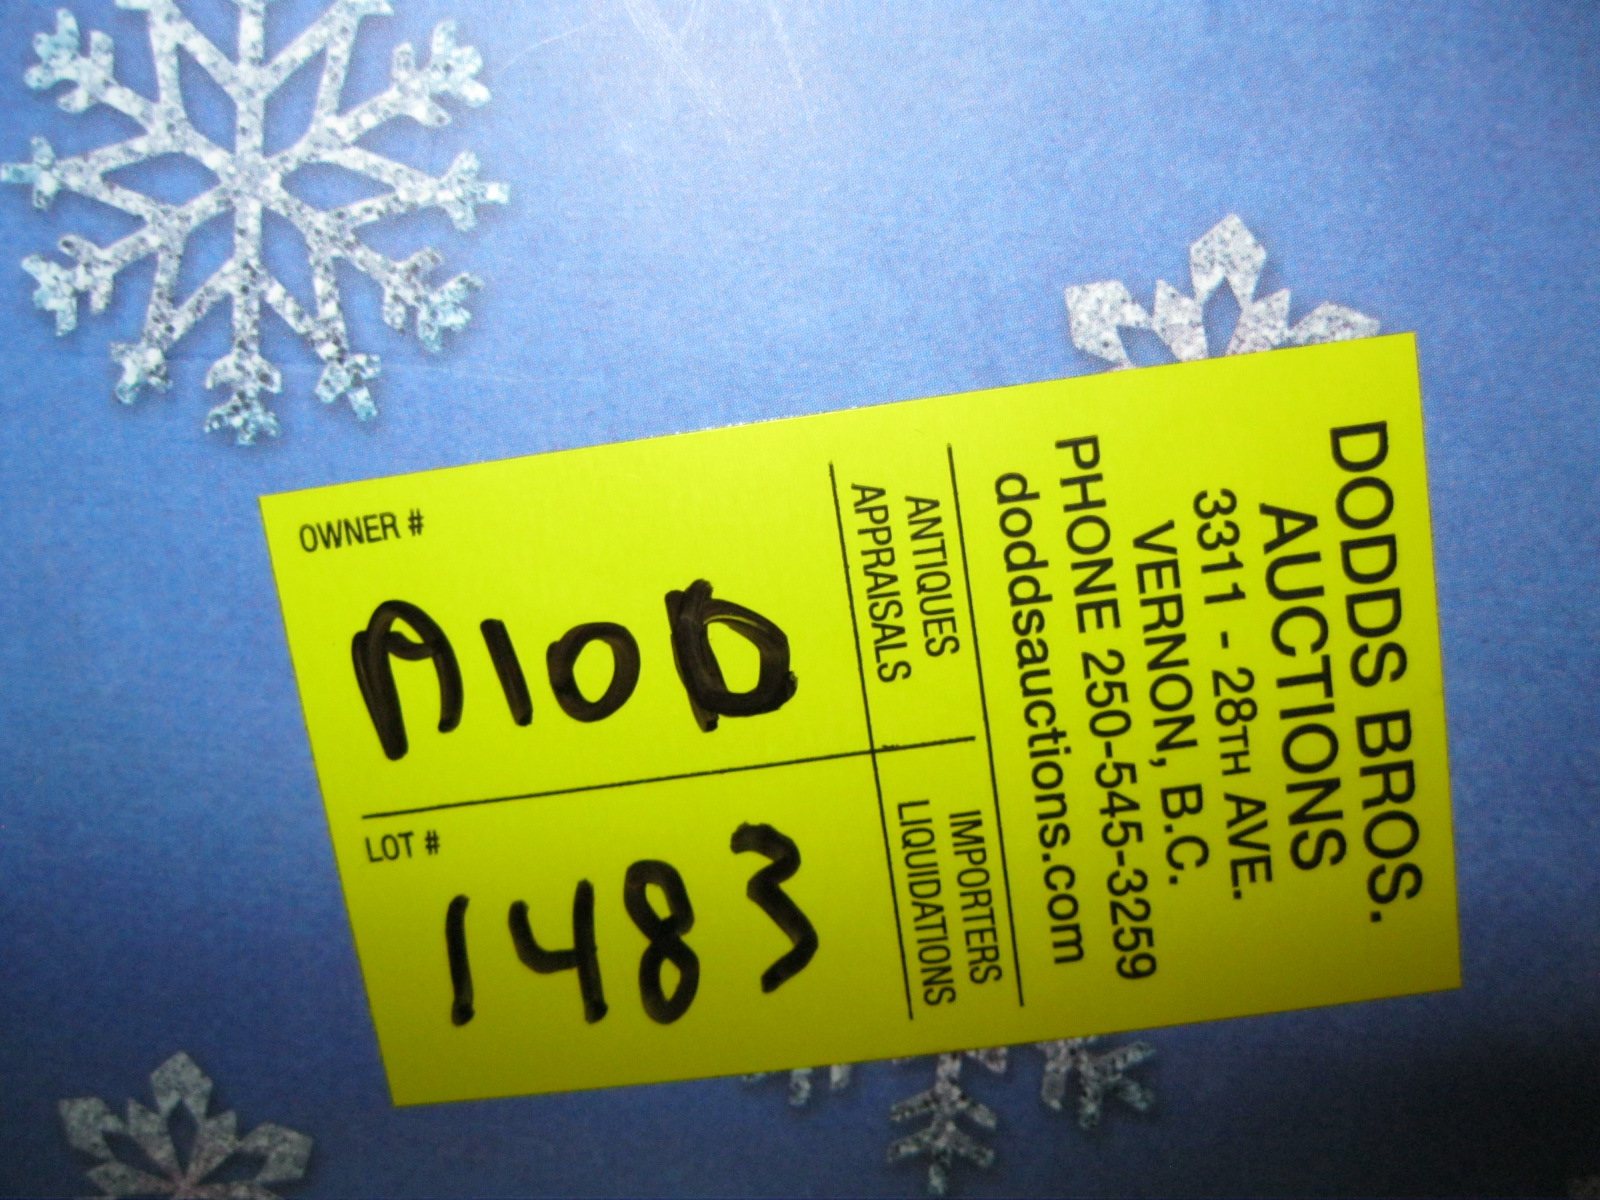 DODDS BROS.
AUCTIONS
3311 - 28TH AVE.
VERNON, B.C.
PHONE 250-545-3259
doddsauctions.com
ANTIQUES
APPRAISALS
IMPORTERS
LIQUIDATIONS
OWNER #
A10D
LOT #
1483